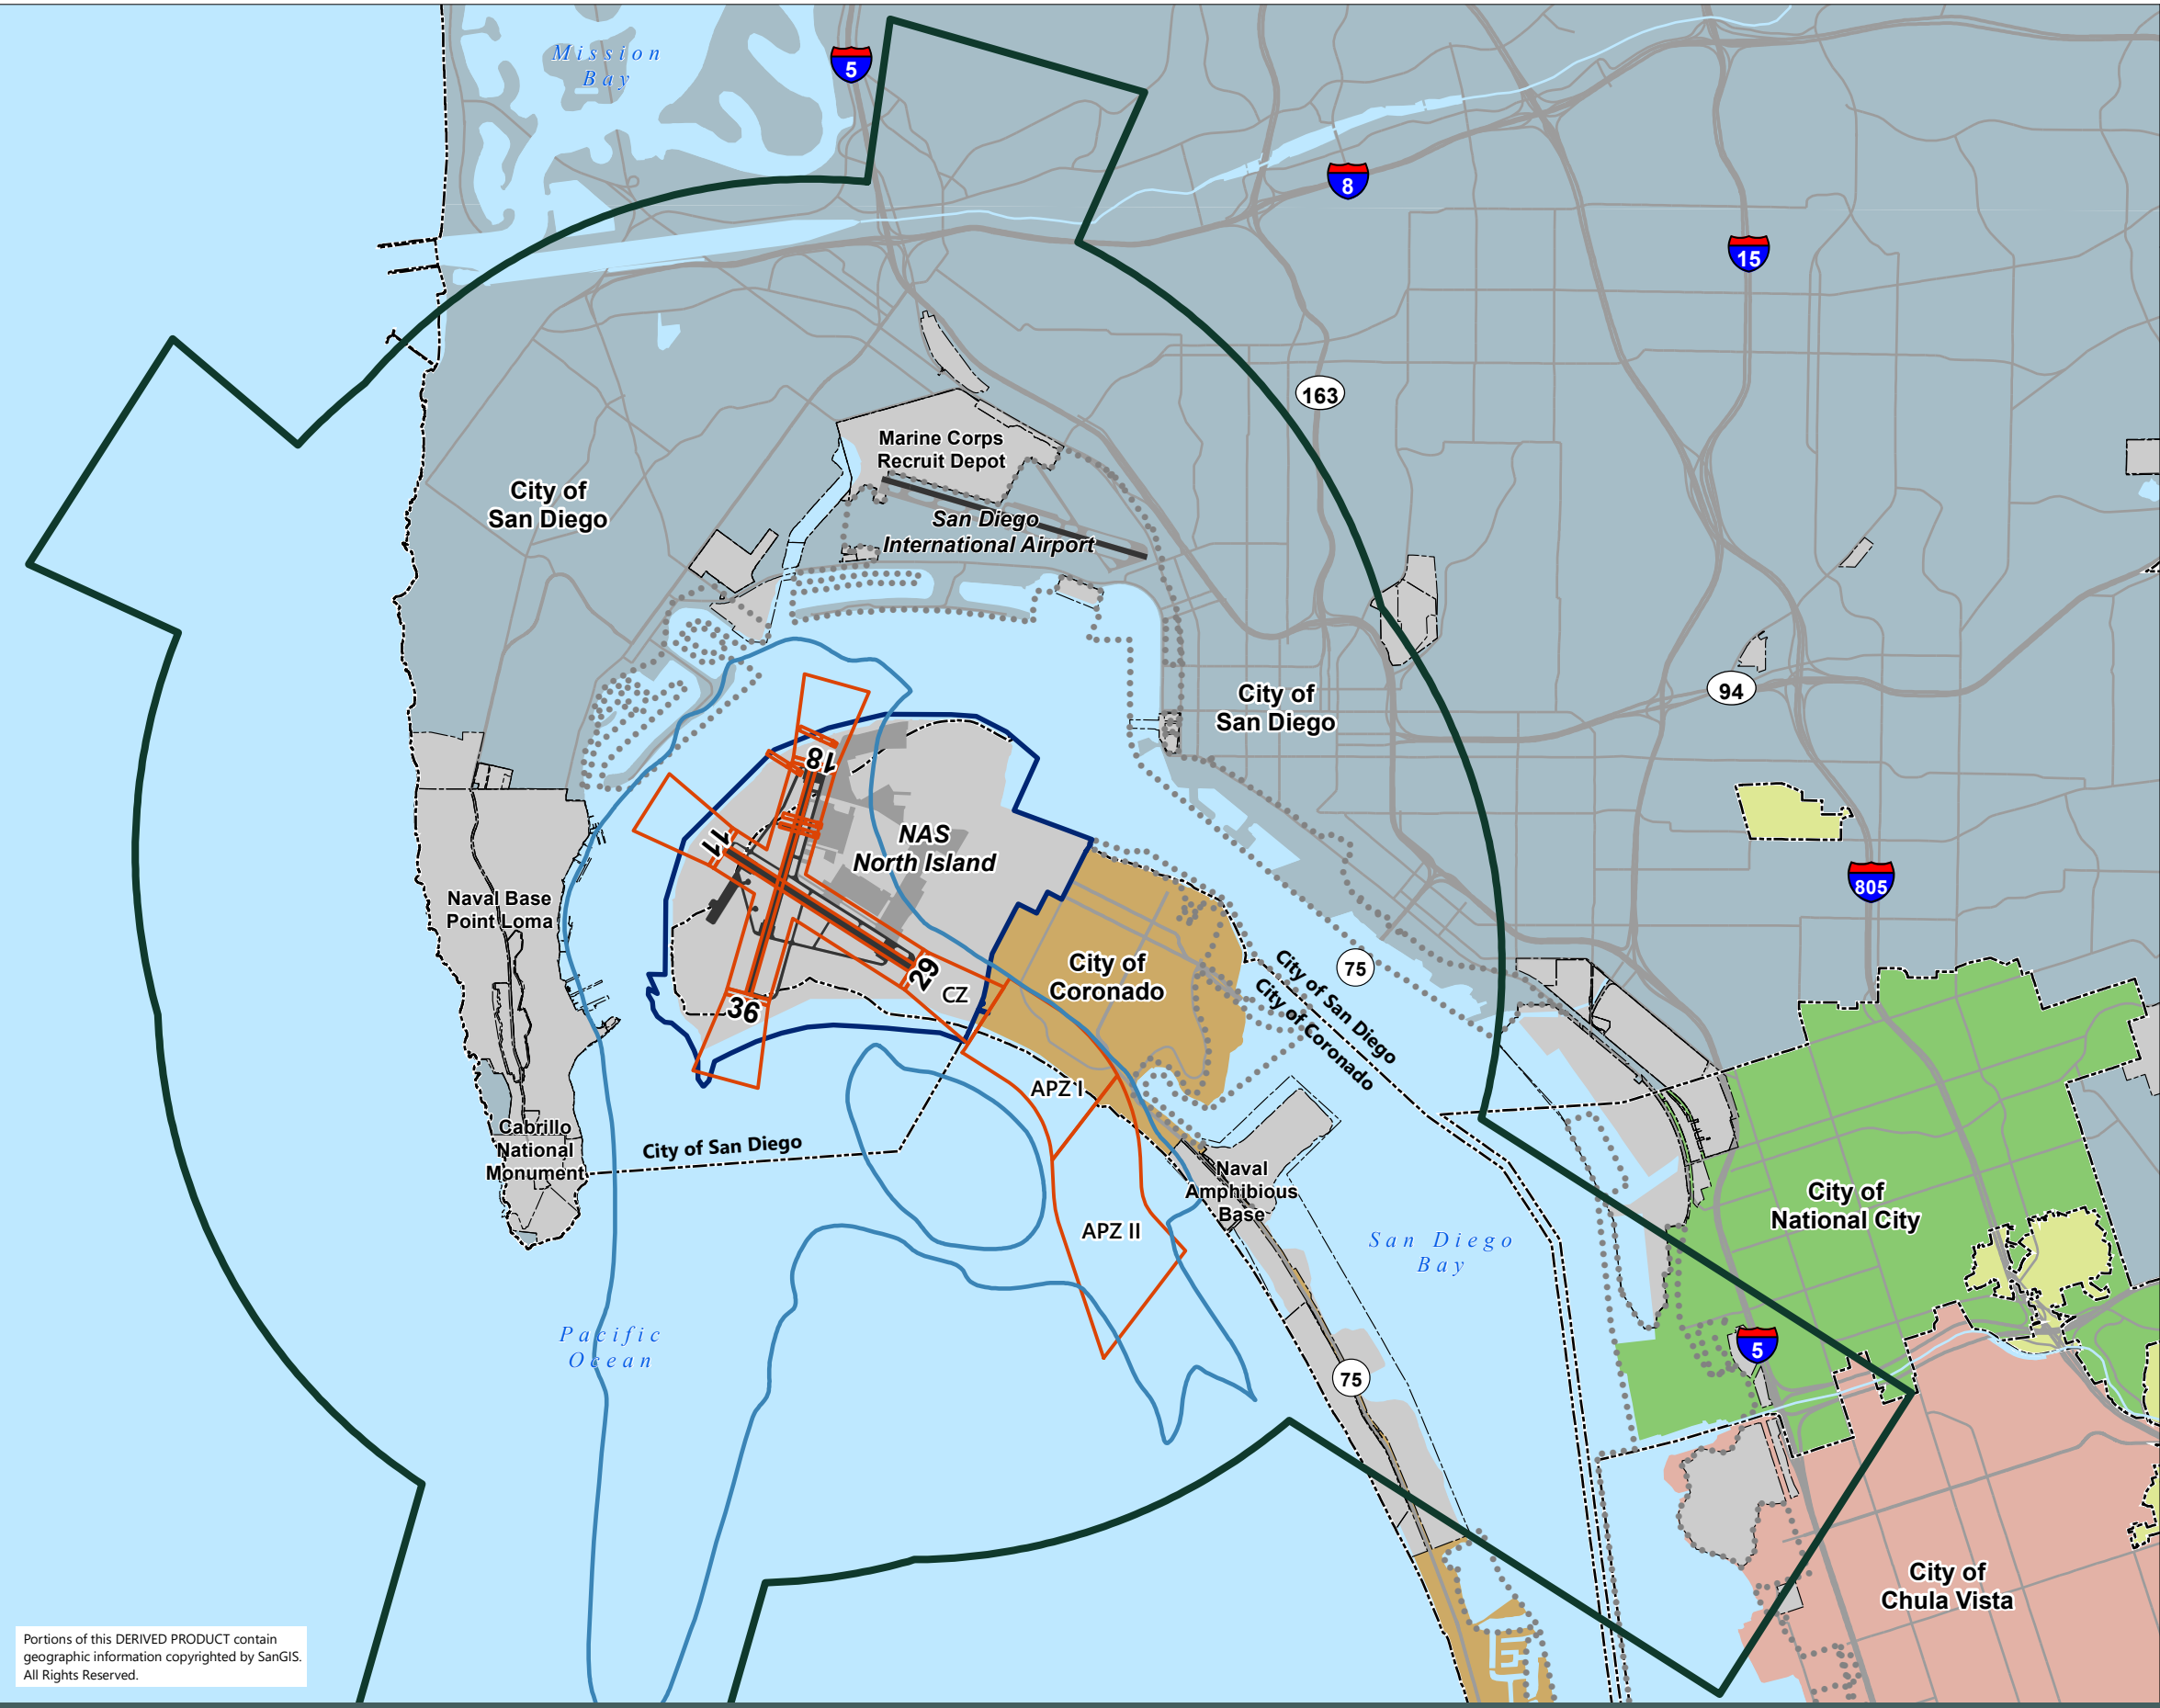 Mission
Bay
5
8
15
163
Marine Corps
Recruit Depot
San Diego
International Airport
City of
San Diego
City of
San Diego
94
18
11
NAS
North Island
805
Naval Base
Point Loma
29
CZ
36
City of
Coronado
75
City of San Diego
City of Coronado
APZ I
Cabrillo
National
Monument
City of San Diego
Naval
Amphibious
Base
APZ II
San Diego
Bay
City of
National City
Pacific
Ocean
5
75
City of
Chula Vista
Portions of this DERIVED PRODUCT contain
geographic information copyrighted by SanGIS.
All Rights Reserved.